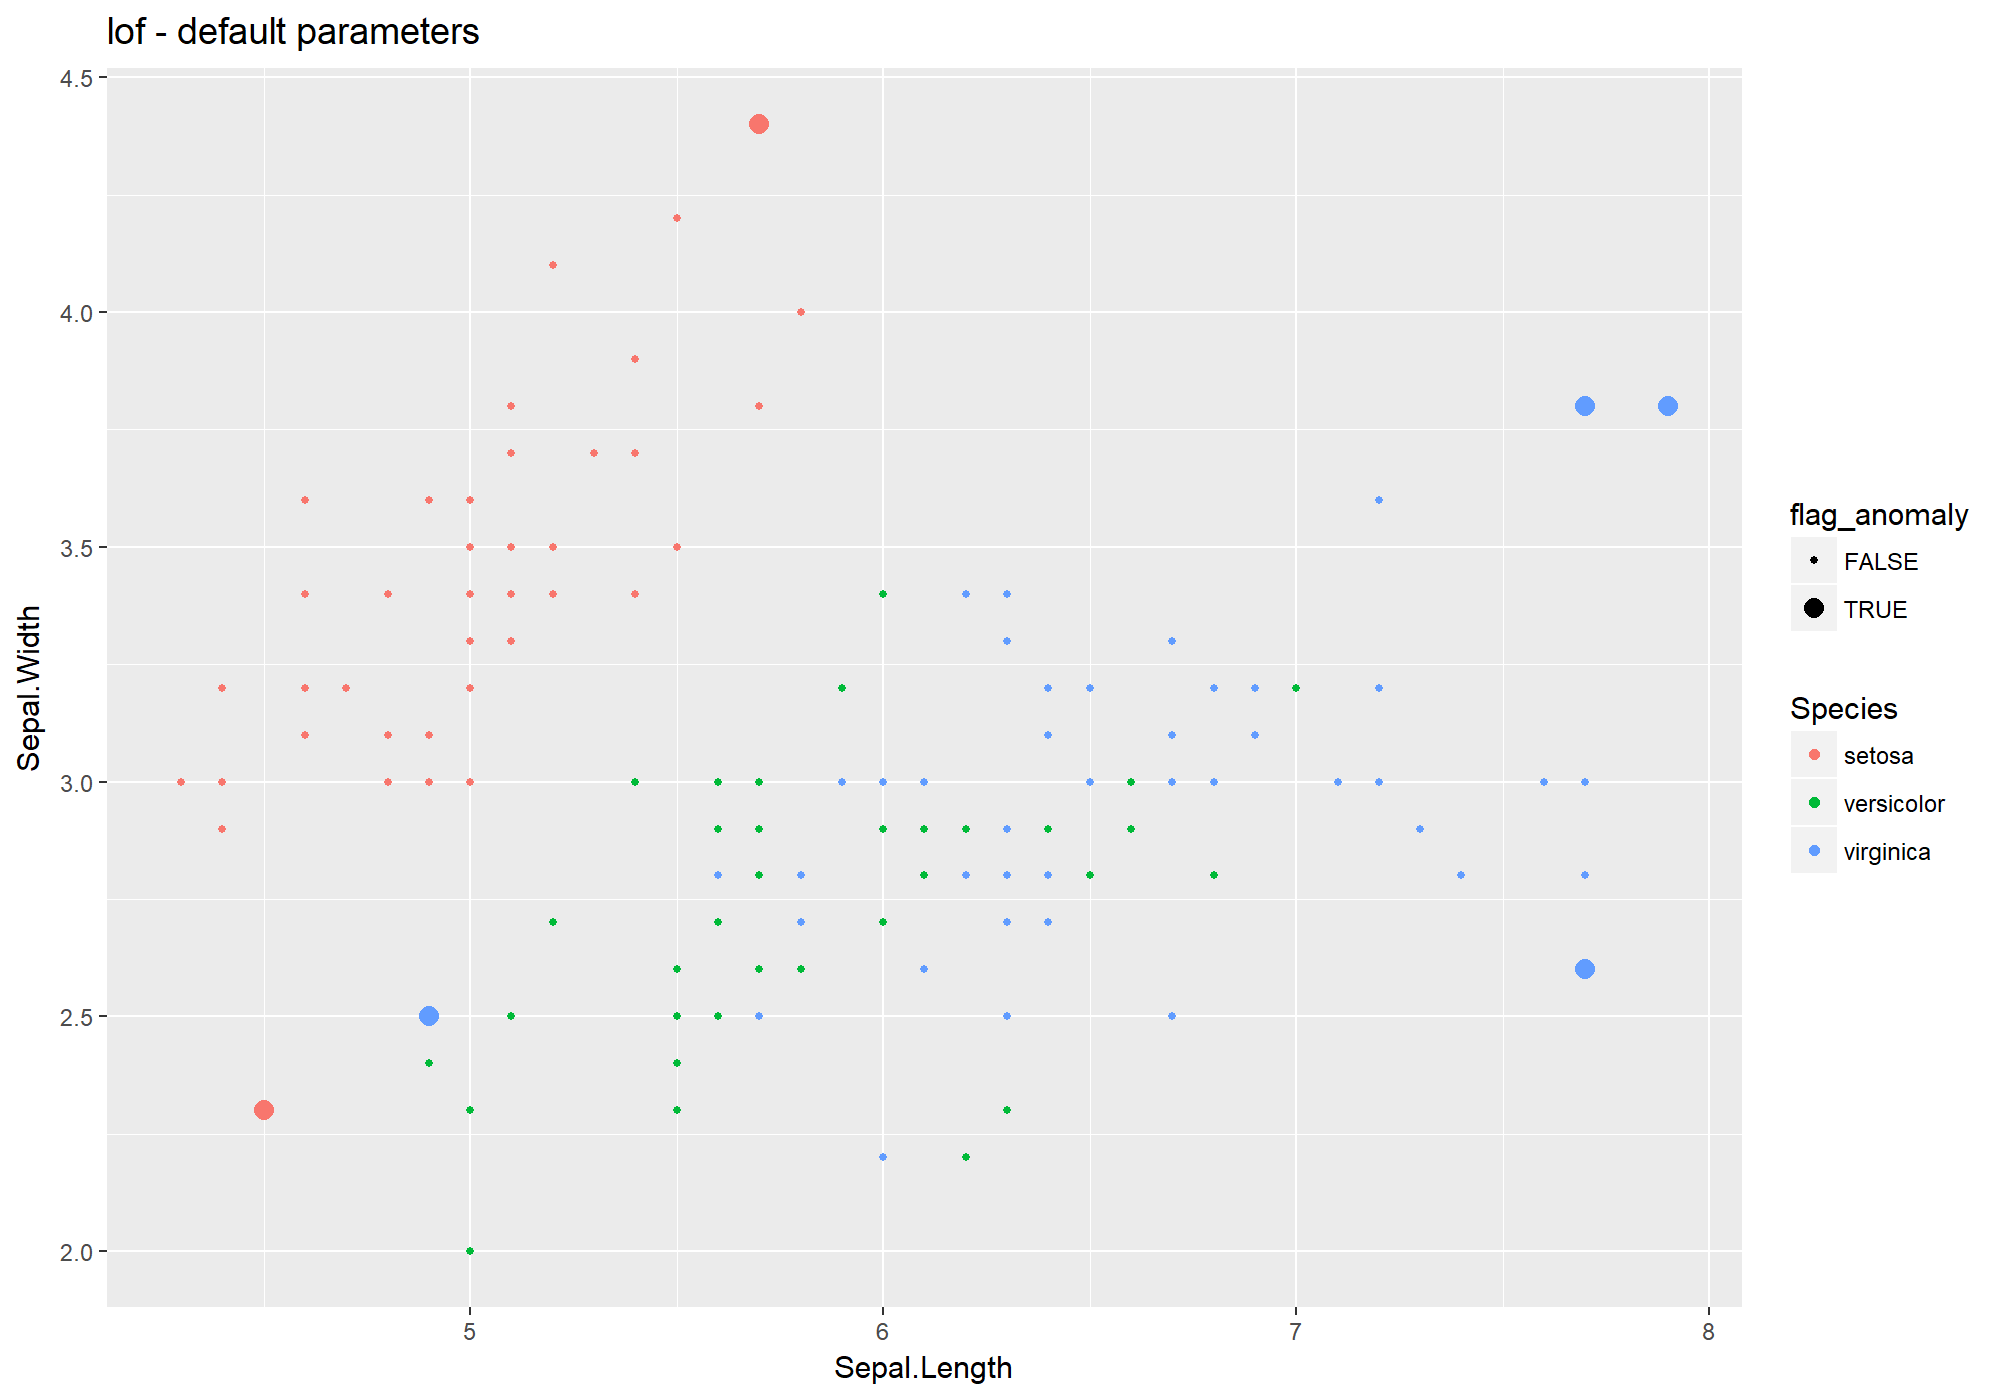 lof - default parameters
4.5
4.0
3.5
3.0
2.5
2.0
Sepal.Width
5 6 7 8
Sepal.Length
flag_anomaly
FALSE
TRUE
Species
setosa
versicolor
virginica